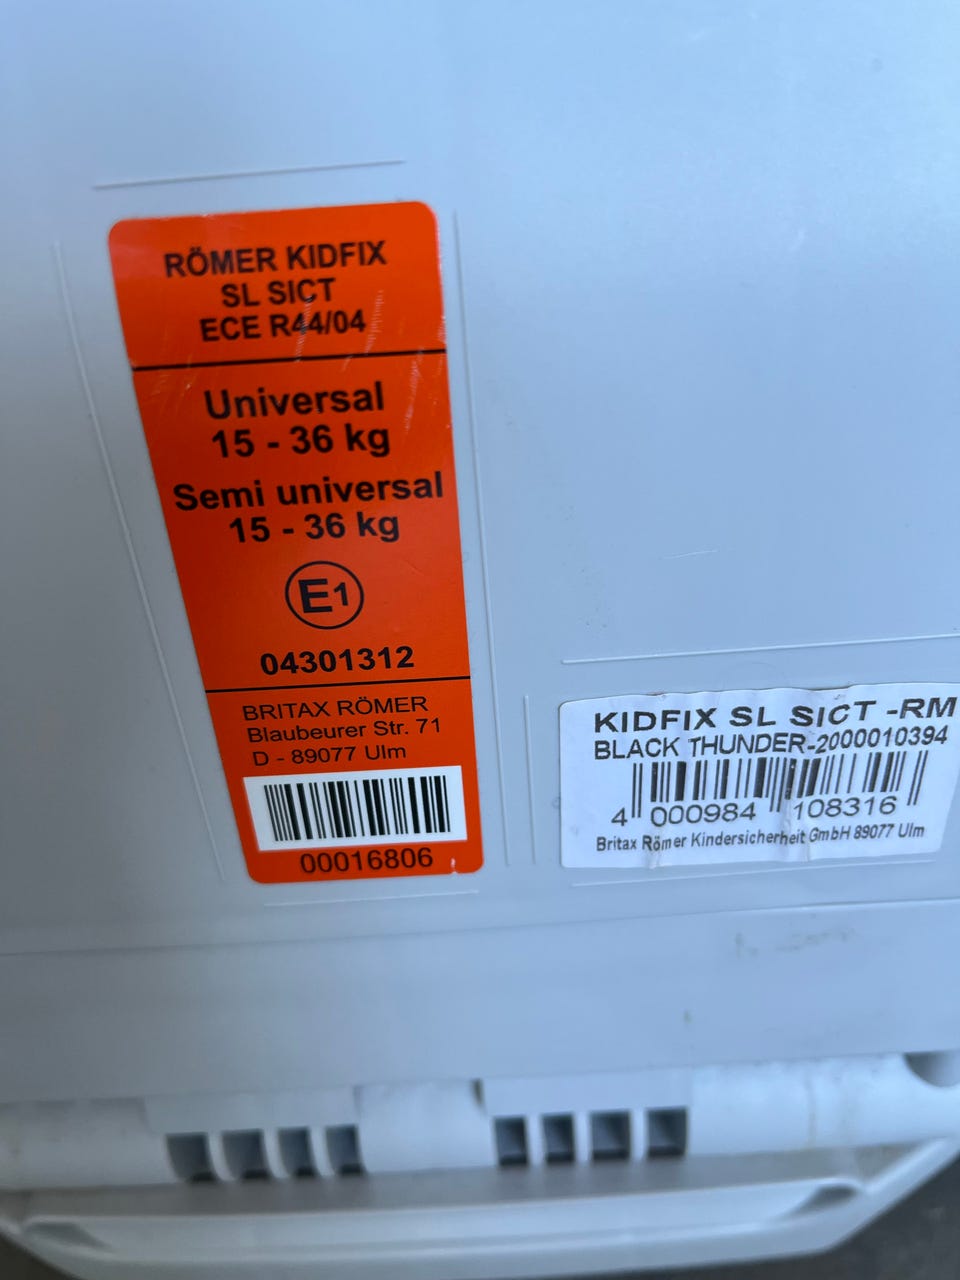 RÖMER KIDFIX
SL SICT
ECE R44/04
Universal
15 - 36 kg
Semi universal
15 - 36 kg
E1
04301312
BRITAX RÖMER
Blaubeurer Str. 71
D - 89077 Ulm
00016806
KIDFIX SL SICT -RM
BLACK THUNDER-2000010394
4 000984 108316
Britax Römer Kindersicherheit GmbH 89077 Ulm